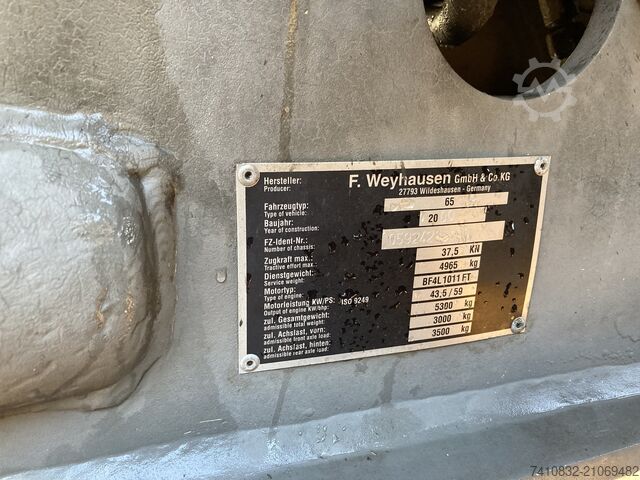 Hersteller: F. Weyhausen GmbH & Co.KG
Producer: 27793 Wildeshausen - Germany
Fahrzeugtyp: 65
Type of vehicle:
Baujahr: 20
Year of construction:
FZ-Ident-Nr.:
Number of chassis:
Zugkraft max.: 37,5 KN
Tractive effort max.:
Dienstgewicht: 4965 kg
Service weight:
Motortyp: BF4L 1011 FT
Type of engine:
Motorleistung KW/PS: ISO 9249 43,5 / 59
Output of engine kW/bhp:
zul. Gesamtgewicht: 5300 kg
admissible total weight:
zul. Achslast, vorn: 3000 kg
admissible front axle load:
zul. Achslast, hinten: 3500 kg
admissible rear axle load:
7410832-21069482